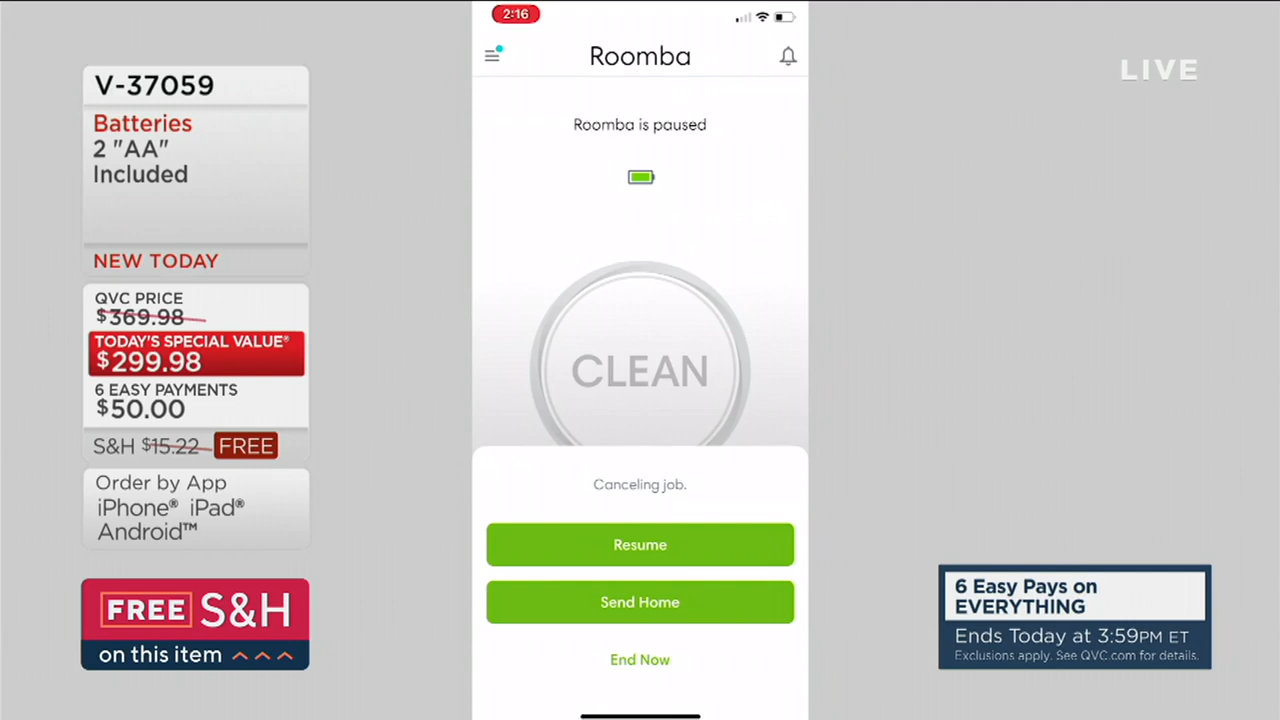 V-37059
Batteries
2 "AA"
Included
NEW TODAY
QVC PRICE
$369.98
TODAY'S SPECIAL VALUE®
$299.98
6 EASY PAYMENTS
$50.00
S&H $15.22 FREE
Order by App
iPhone® iPad®
Android™
FREE S&H
on this item
2:16
Roomba
Roomba is paused
CLEAN
Canceling job.
Resume
Send Home
End Now
LIVE
6 Easy Pays on
EVERYTHING
Ends Today at 3:59PM ET
Exclusions apply. See QVC.com for details.